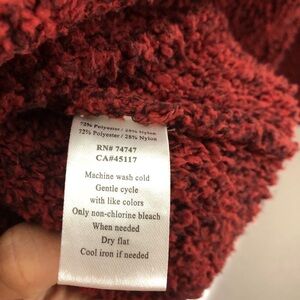 72% Polyester / 28% Nylon
72% Polyester / 28% Nylon
RN# 74747
CA#45117
Machine wash cold
Gentle cycle
with like colors
Only non-chlorine bleach
When needed
Dry flat
Cool iron if needed